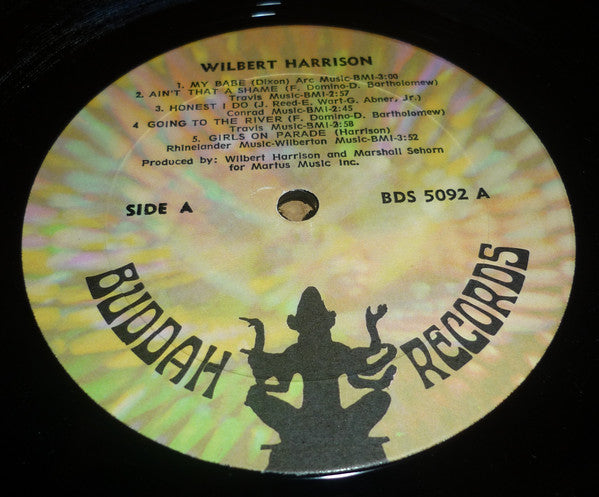 WILBERT HARRISON
1. MY BABE (Dixon) Arc Music-BMI-3:00
2. AIN'T THAT A SHAME (F. Domino-D. Bartholomew)
Travis Music-BMI-2:57
3. HONEST I DO (J. Reed-E. Wort-G. Abner, Jr.)
Conrad Music-BMI-2:45
4 GOING TO THE RIVER (F. Domino-D. Bartholomew)
Travis Music-BMI-2:58
5. GIRLS ON PARADE (Harrison)
Rhinelander Music-Wilberton Music-BMI-3:52
Produced by: Wilbert Harrison and Marshall Sehorn
for Martus Music Inc.
SIDE A
BDS 5092 A
BUDDAH RECORDS